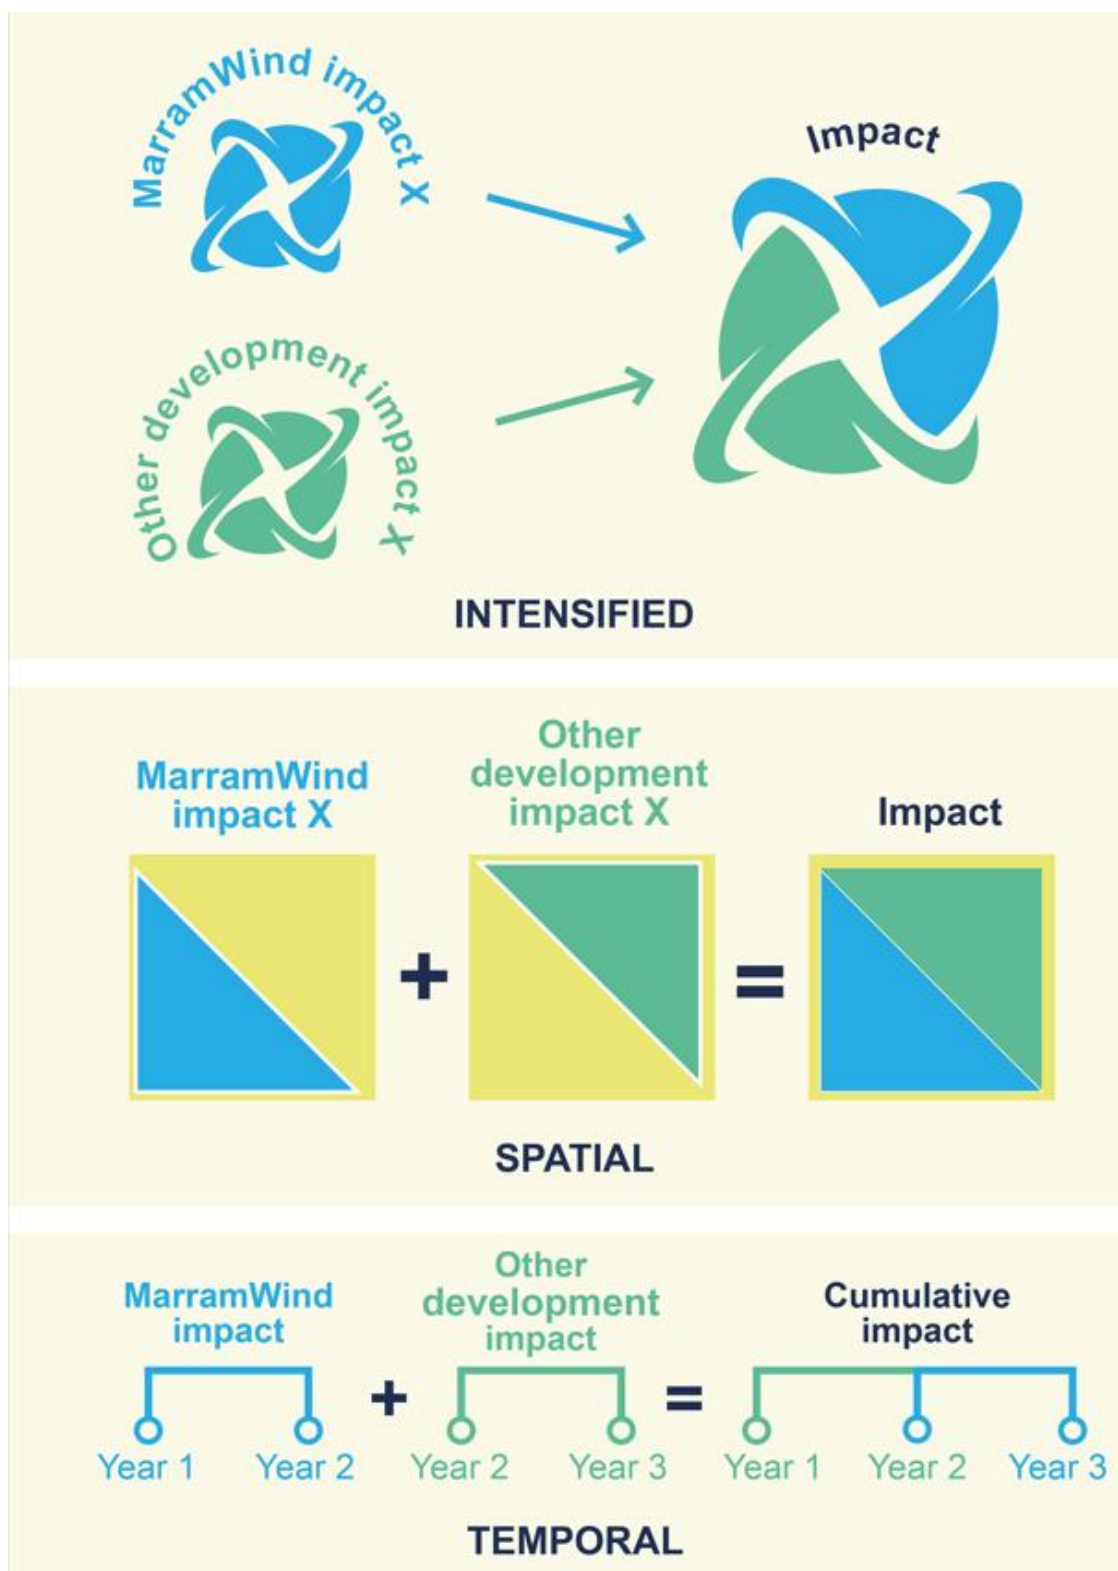 MarramWind impact X
Impact
Other development impact X
INTENSIFIED
MarramWind
impact X
Other
development
impact X
Impact
+
=
SPATIAL
MarramWind
impact
Other
development
impact
Cumulative
impact
+
=
Year 1 Year 2 Year 2 Year 3 Year 1 Year 2 Year 3
TEMPORAL